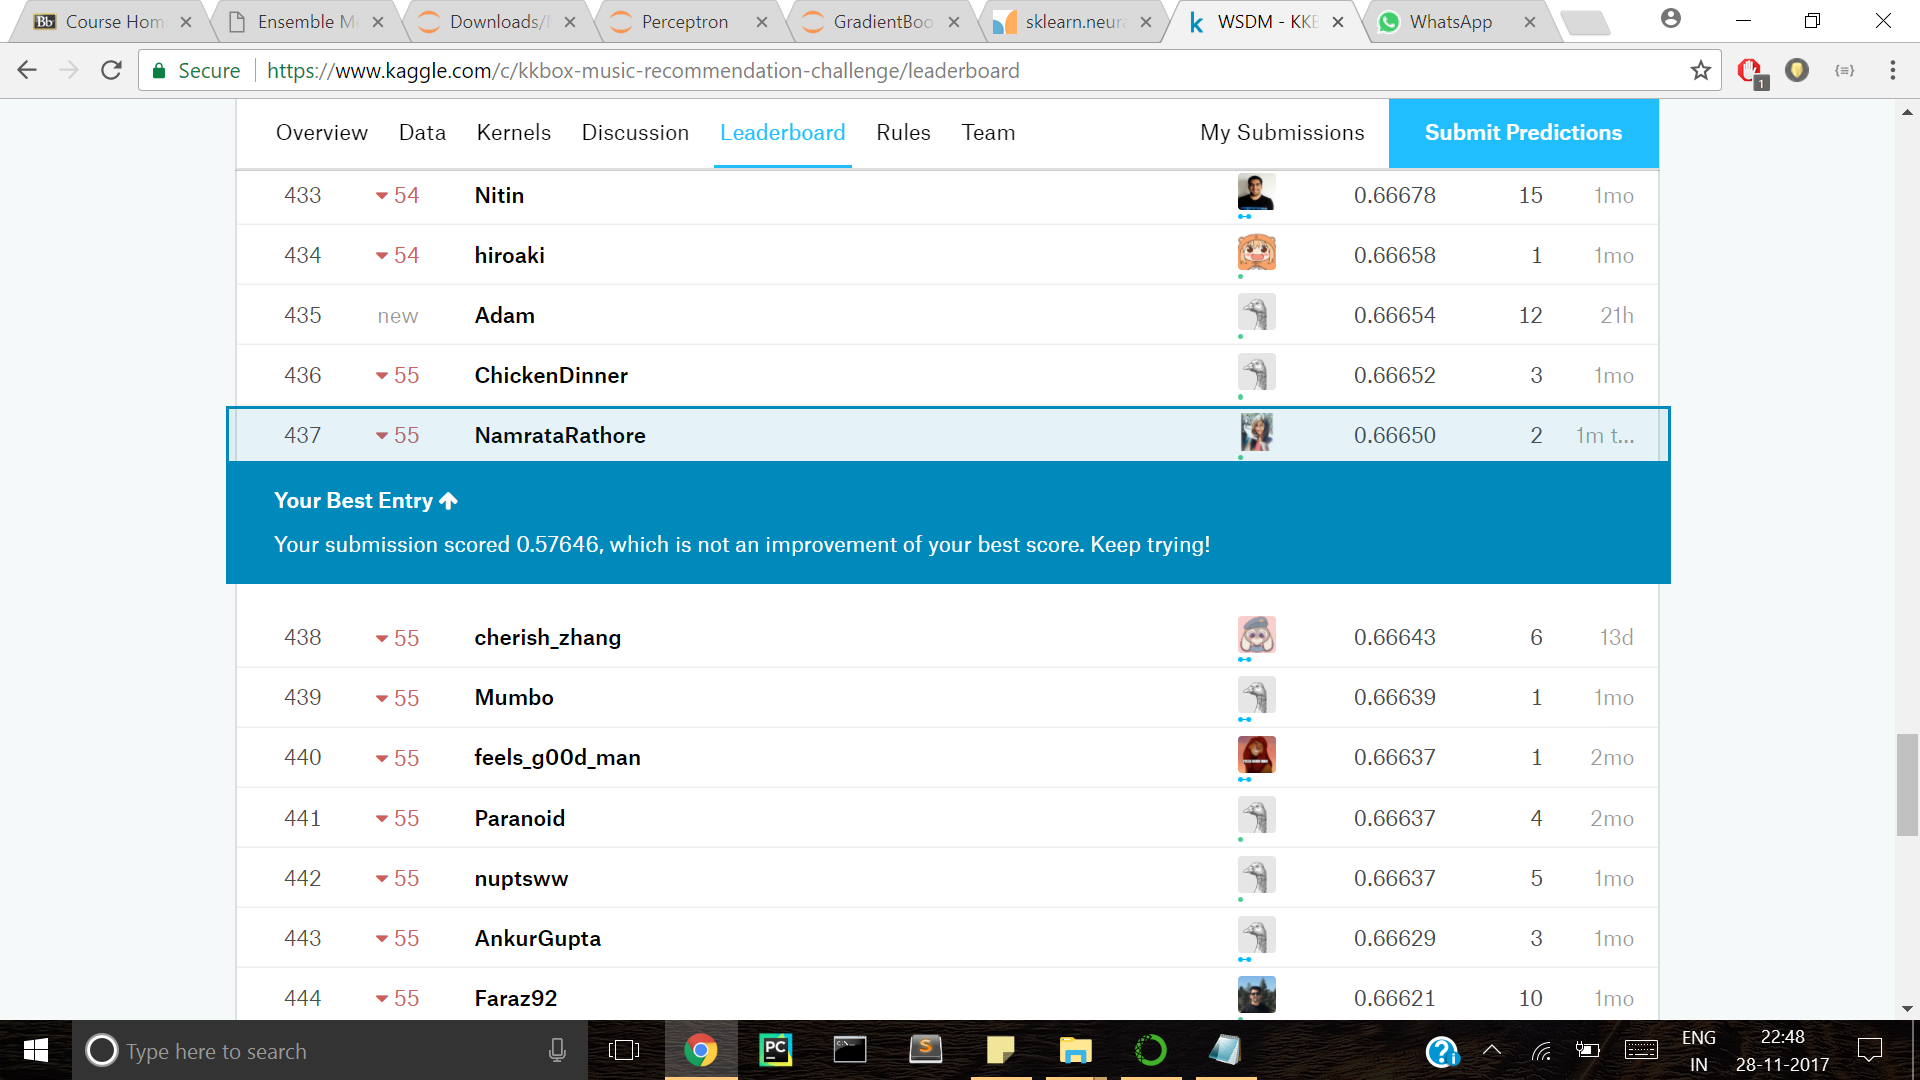 Course Hom
Ensemble Me
Downloads/
Perceptron
GradientBoo
sklearn.neura
WSDM - KKB
WhatsApp
Secure https://www.kaggle.com/c/kkbox-music-recommendation-challenge/leaderboard
1
Overview Data Kernels Discussion Leaderboard Rules Team My Submissions Submit Predictions
433 54 Nitin 0.66678 15 1mo
434 54 hiroaki 0.66658 1 1mo
435 new Adam 0.66654 12 21h
436 55 ChickenDinner 0.66652 3 1mo
437 55 NamrataRathore 0.66650 2 1m t...
Your Best Entry
Your submission scored 0.57646, which is not an improvement of your best score. Keep trying!
438 55 cherish_zhang 0.66643 6 13d
439 55 Mumbo 0.66639 1 1mo
440 55 feels_g00d_man 0.66637 1 2mo
441 55 Paranoid 0.66637 4 2mo
442 55 nuptsww 0.66637 5 1mo
443 55 AnkurGupta 0.66629 3 1mo
444 55 Faraz92 0.66621 10 1mo
Type here to search
ENG
IN
22:48
28-11-2017